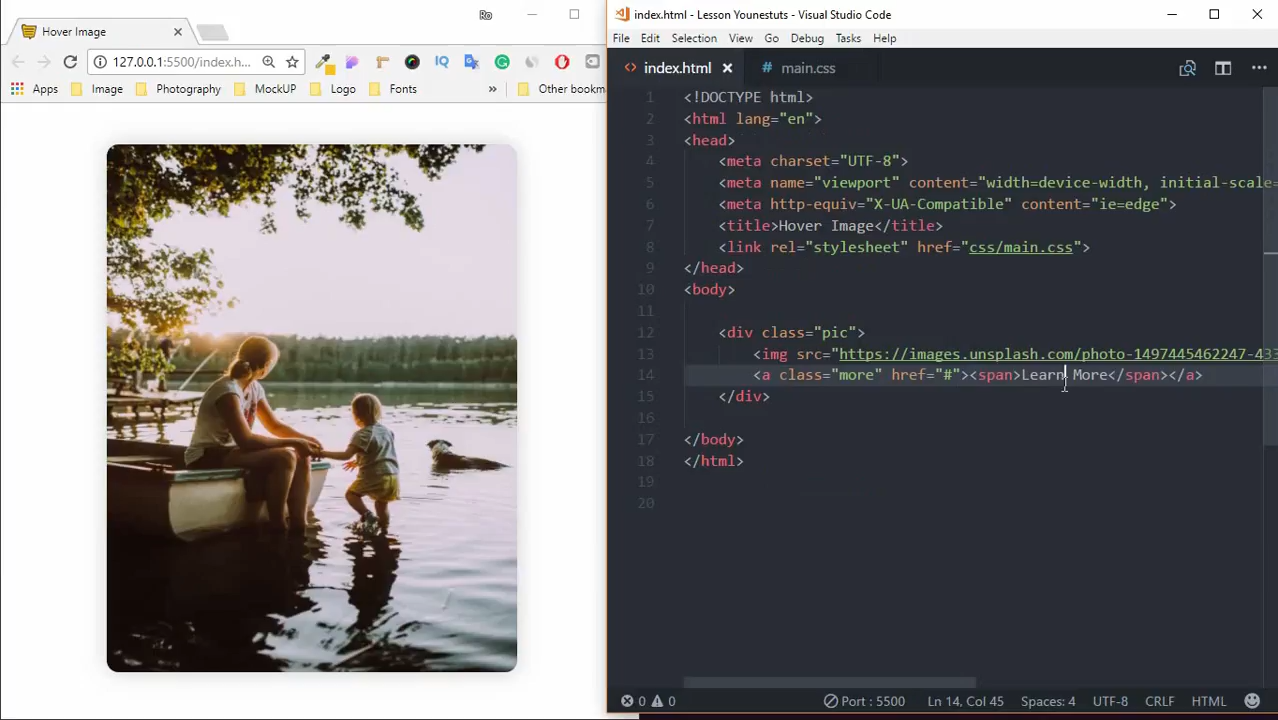 Hover Image
127.0.0.1:5500/index.h...
Apps Image Photography MockUP Logo Fonts » Other bookm
index.html - Lesson Younestuts - Visual Studio Code
File Edit Selection View Go Debug Tasks Help
<> index.html # main.css
1 <!DOCTYPE html>
2 <html lang="en">
3 <head>
4 <meta charset="UTF-8">
5 <meta name="viewport" content="width=device-width, initial-scale=
6 <meta http-equiv="X-UA-Compatible" content="ie=edge">
7 <title>Hover Image</title>
8 <link rel="stylesheet" href="css/main.css">
9 </head>
10 <body>
11
12 <div class="pic">
13 <img src="https://images.unsplash.com/photo-1497445462247-433
14 <a class="more" href="#"><span>Learn More</span></a>
15 </div>
16
17 </body>
18 </html>
19
20
0 0 Port : 5500 Ln 14, Col 45 Spaces: 4 UTF-8 CRLF HTML